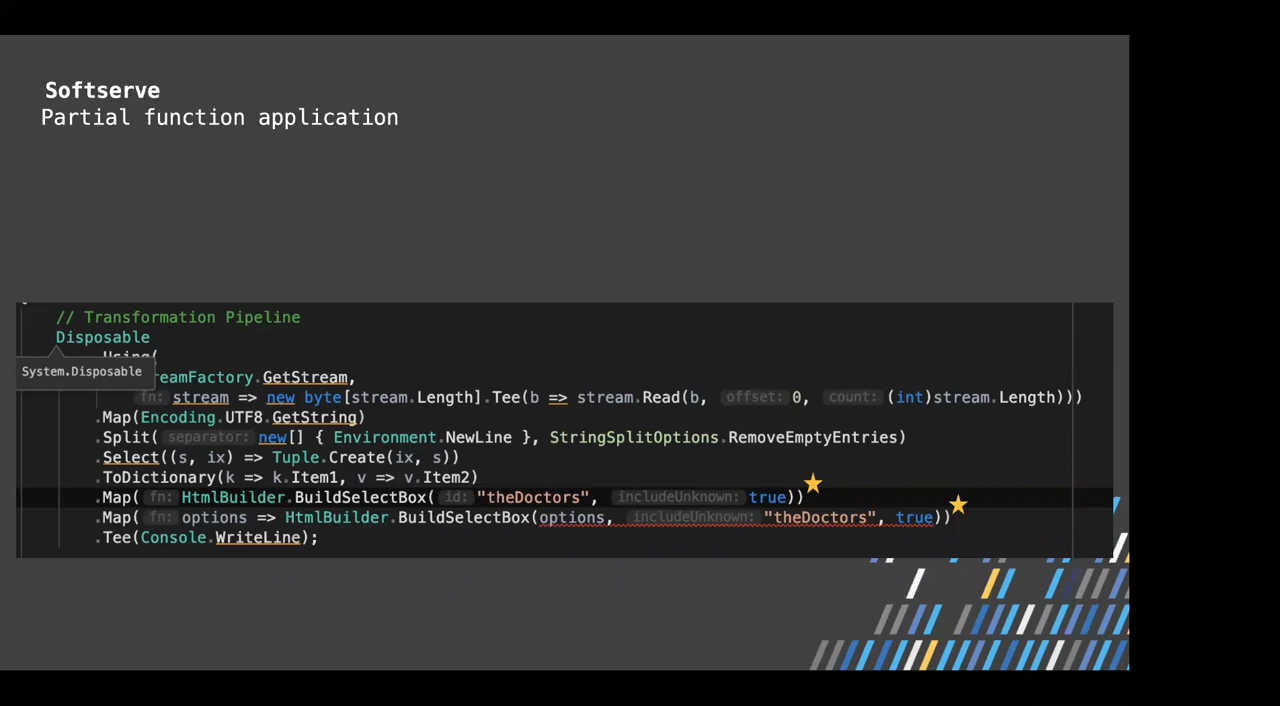 Softserve
Partial function application
// Transformation Pipeline
Disposable
Using(
System.Disposable
reamFactory.GetStream,
fn: stream => new byte[stream.Length].Tee(b => stream.Read(b, offset: 0, count: (int)stream.Length)))
.Map(Encoding.UTF8.GetString)
.Split( separator: new[] { Environment.NewLine }, StringSplitOptions.RemoveEmptyEntries)
.Select((s, ix) => Tuple.Create(ix, s))
.ToDictionary(k => k.Item1, v => v.Item2)
.Map( fn: HtmlBuilder.BuildSelectBox( id: "theDoctors", includeUnknown: true))
.Map( fn: options => HtmlBuilder.BuildSelectBox(options, includeUnknown: "theDoctors", true))
.Tee(Console.WriteLine);